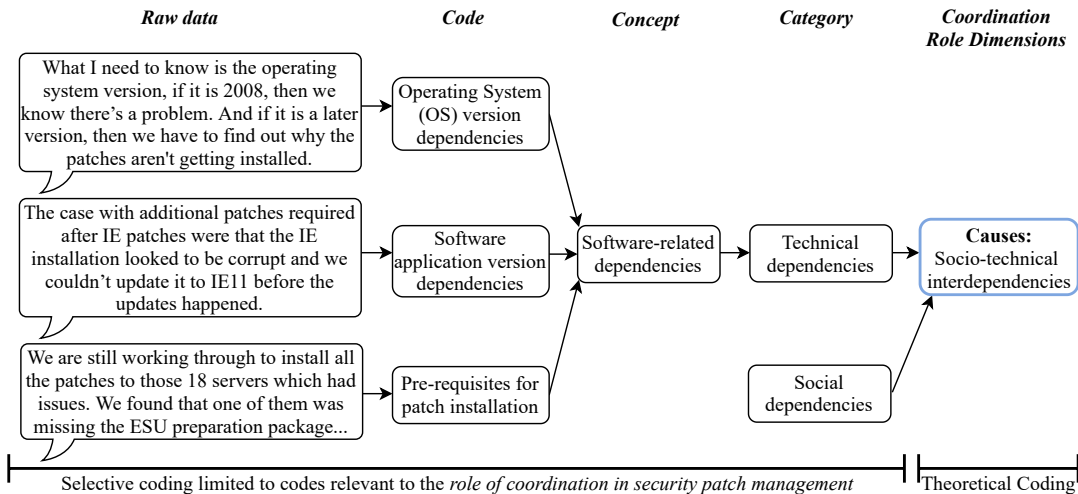 Raw data
Code
Concept
Category
Coordination
Role Dimensions
What I need to know is the operating
system version, if it is 2008, then we
know there's a problem. And if it is a later
version, then we have to find out why the
patches aren't getting installed.
Operating System
(OS) version
dependencies
The case with additional patches required
after IE patches were that the IE
installation looked to be corrupt and we
couldn't update it to IE11 before the
updates happened.
Software
application version
dependencies
Software-related
dependencies
Technical
dependencies
Causes:
Socio-technical
interdependencies
We are still working through to install all
the patches to those 18 servers which had
issues. We found that one of them was
missing the ESU preparation package...
Pre-requisites for
patch installation
Social
dependencies
Selective coding limited to codes relevant to the role of coordination in security patch management
Theoretical Coding